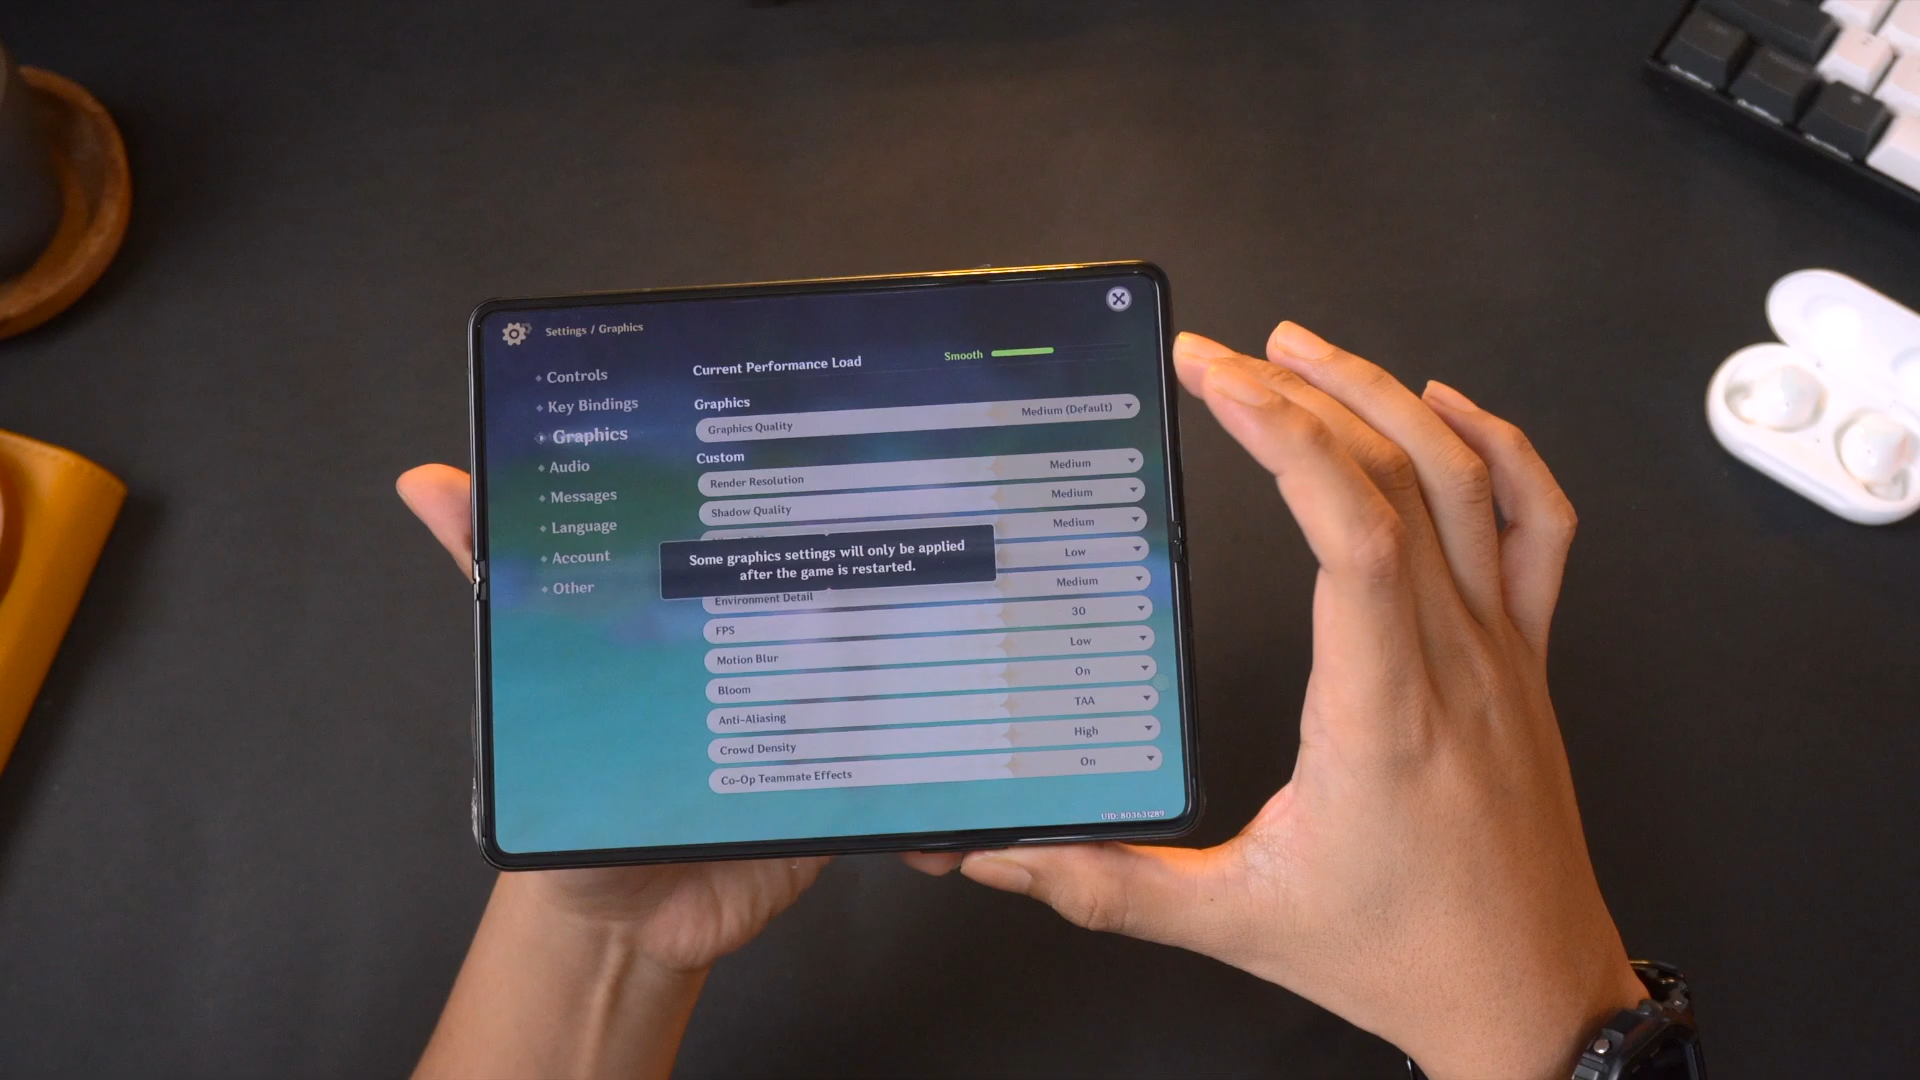 Settings / Graphics
Controls
Key Bindings
Graphics
Audio
Messages
Language
Account
Other
Current Performance Load
Smooth
Graphics
Graphics Quality
Medium (Default)
Custom
Render Resolution
Medium
Shadow Quality
Medium
Medium
Low
Some graphics settings will only be applied
after the game is restarted.
Environment Detail
Medium
FPS
30
Motion Blur
Low
Bloom
On
Anti-Aliasing
TAA
Crowd Density
High
Co-Op Teammate Effects
On
UID: 803631289